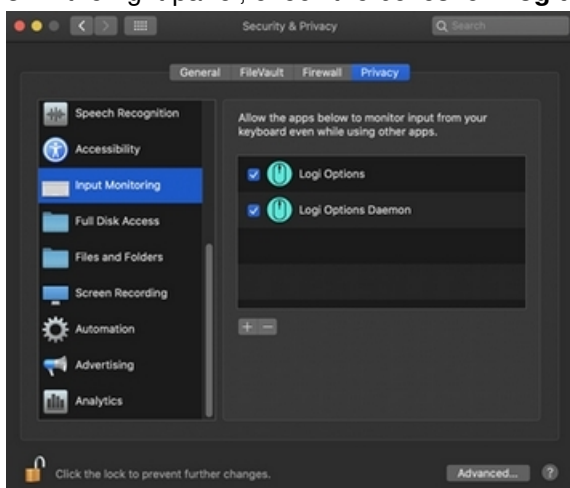 Security & Privacy
Search
General FileVault Firewall Privacy
Speech Recognition
Accessibility
Input Monitoring
Full Disk Access
Files and Folders
Screen Recording
Automation
Advertising
Analytics
Allow the apps below to monitor input from your
keyboard even while using other apps.
Logi Options
Logi Options Daemon
+ −
Click the lock to prevent further changes.
Advanced...
?